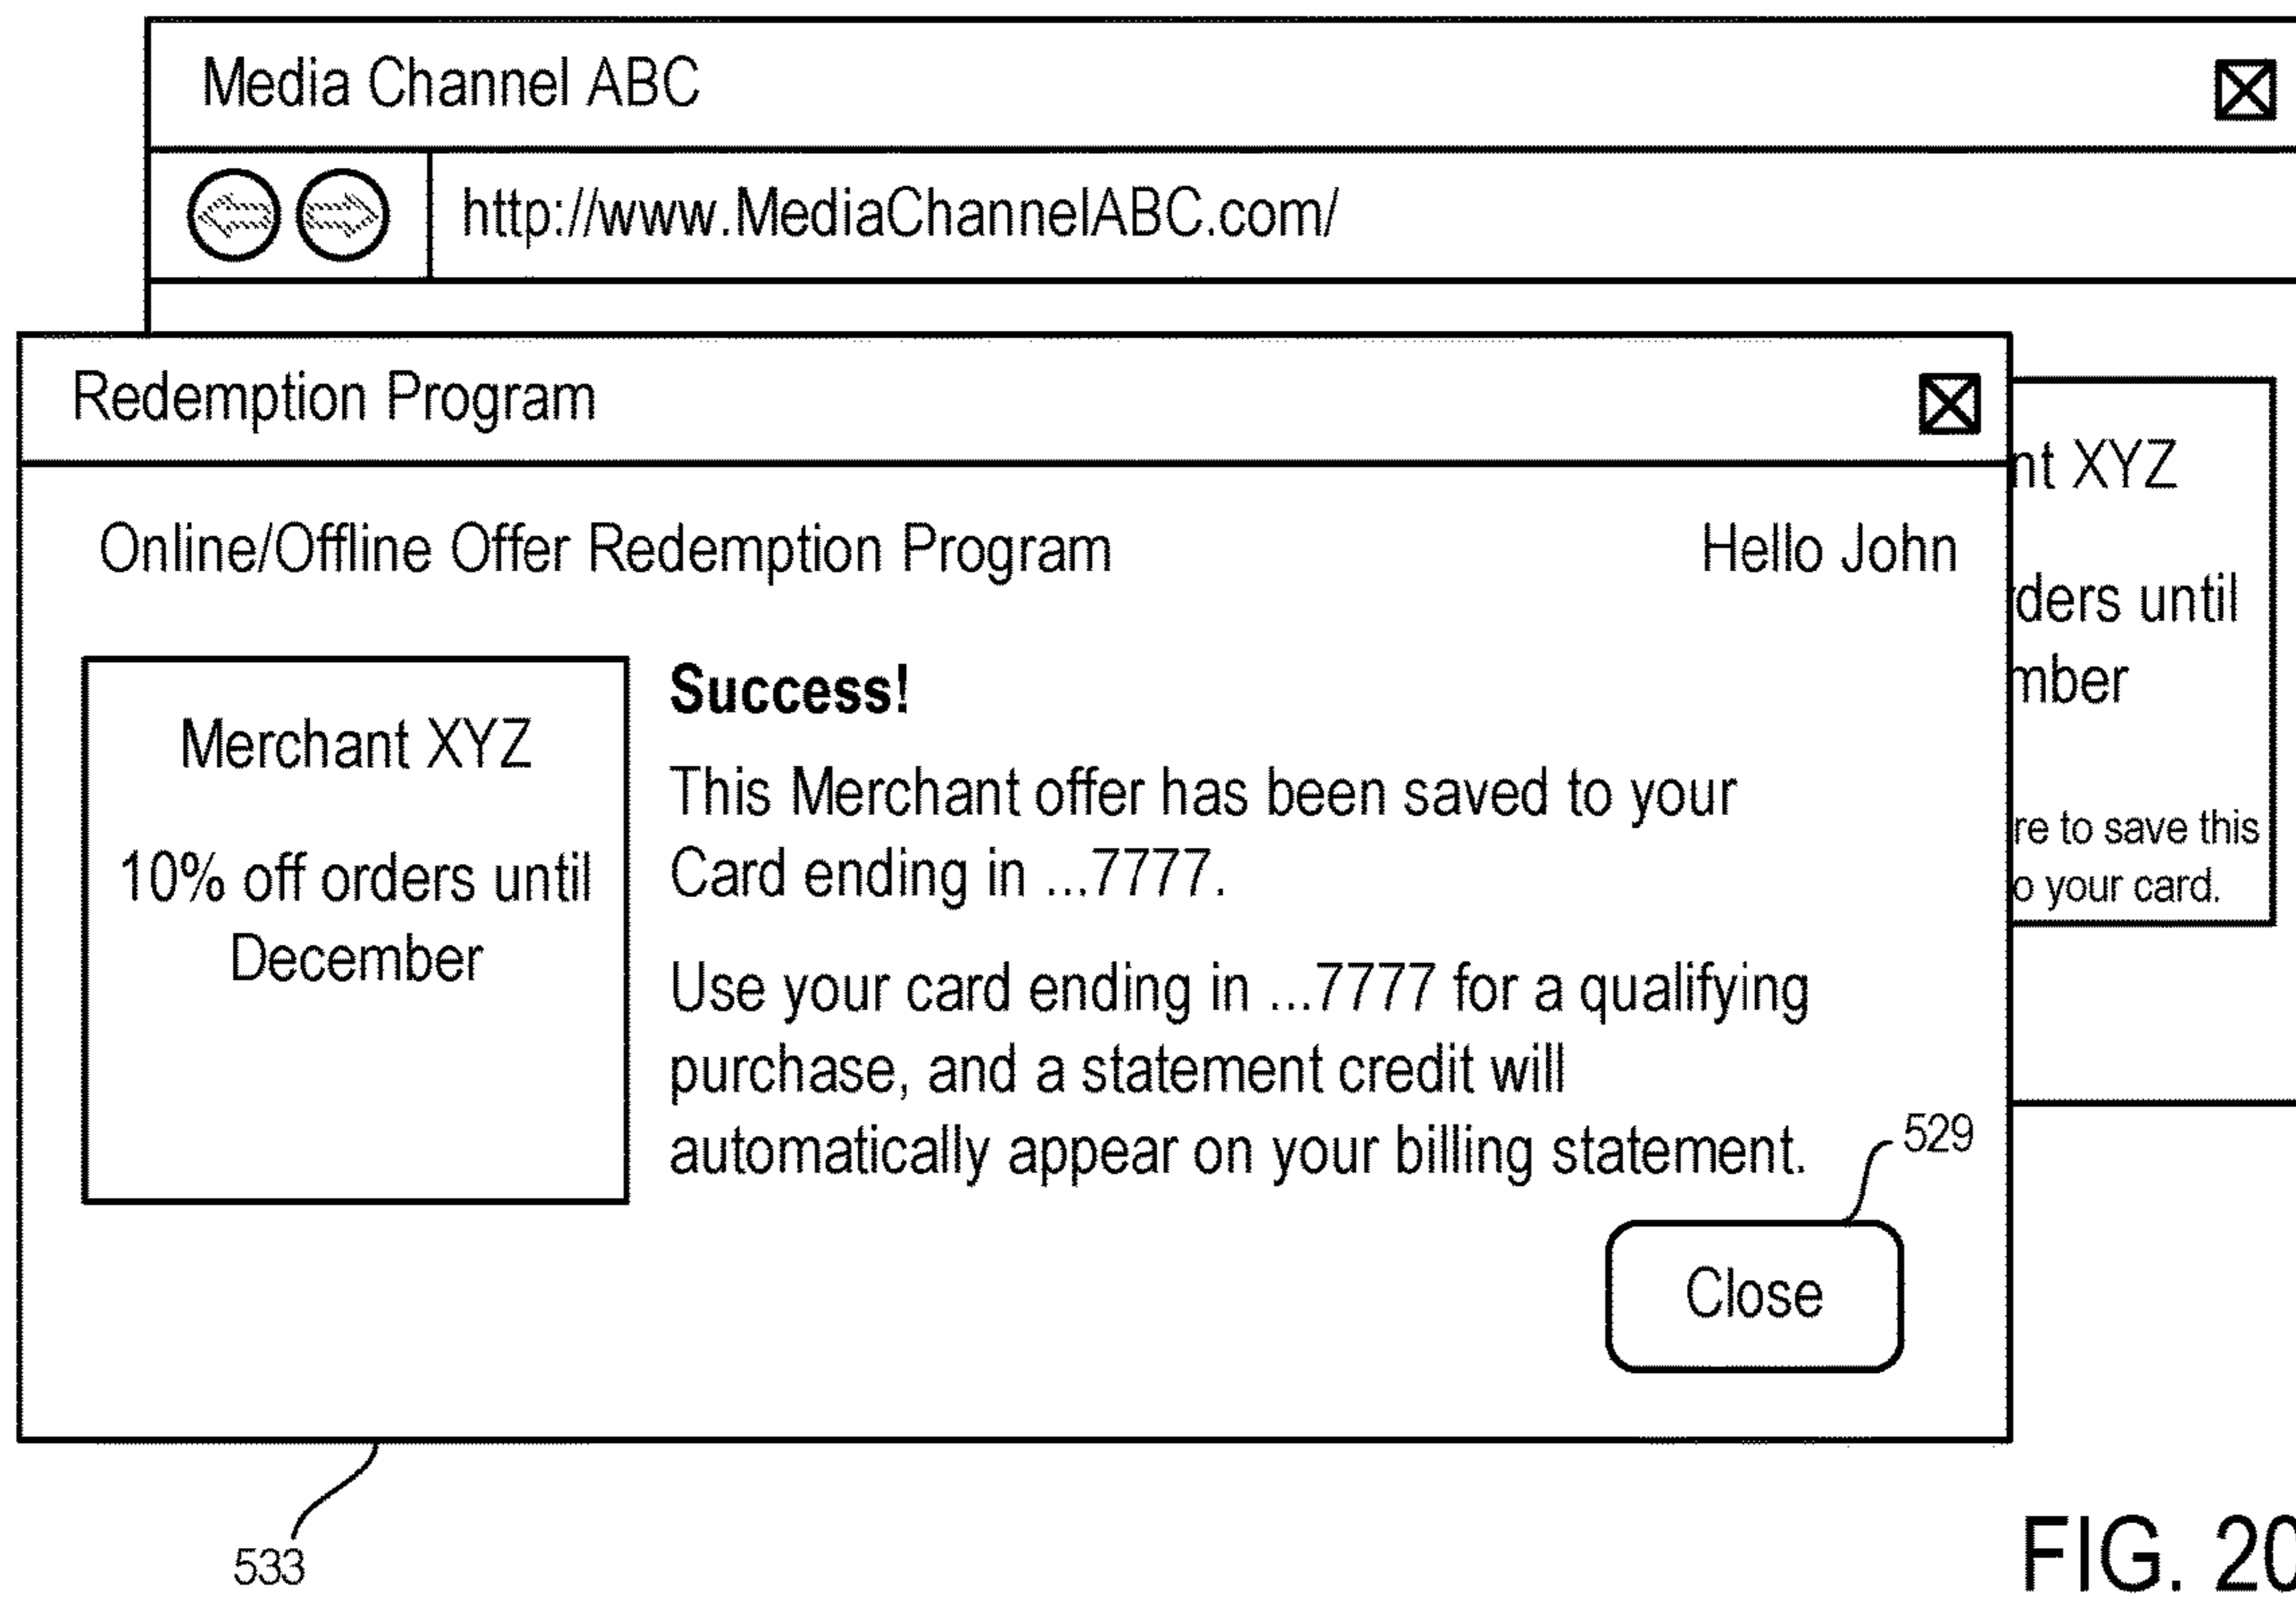 Media Channel ABC
http://www.MediaChannelABC.com/
Redemption Program
Online/Offline Offer Redemption Program
Hello John
Merchant XYZ
10% off orders until
December
Success!
This Merchant offer has been saved to your
Card ending in ...7777.
Use your card ending in ...7777 for a qualifying
purchase, and a statement credit will
automatically appear on your billing statement.
529
Close
nt XYZ
ders until
mber
re to save this
o your card.
533
FIG. 20